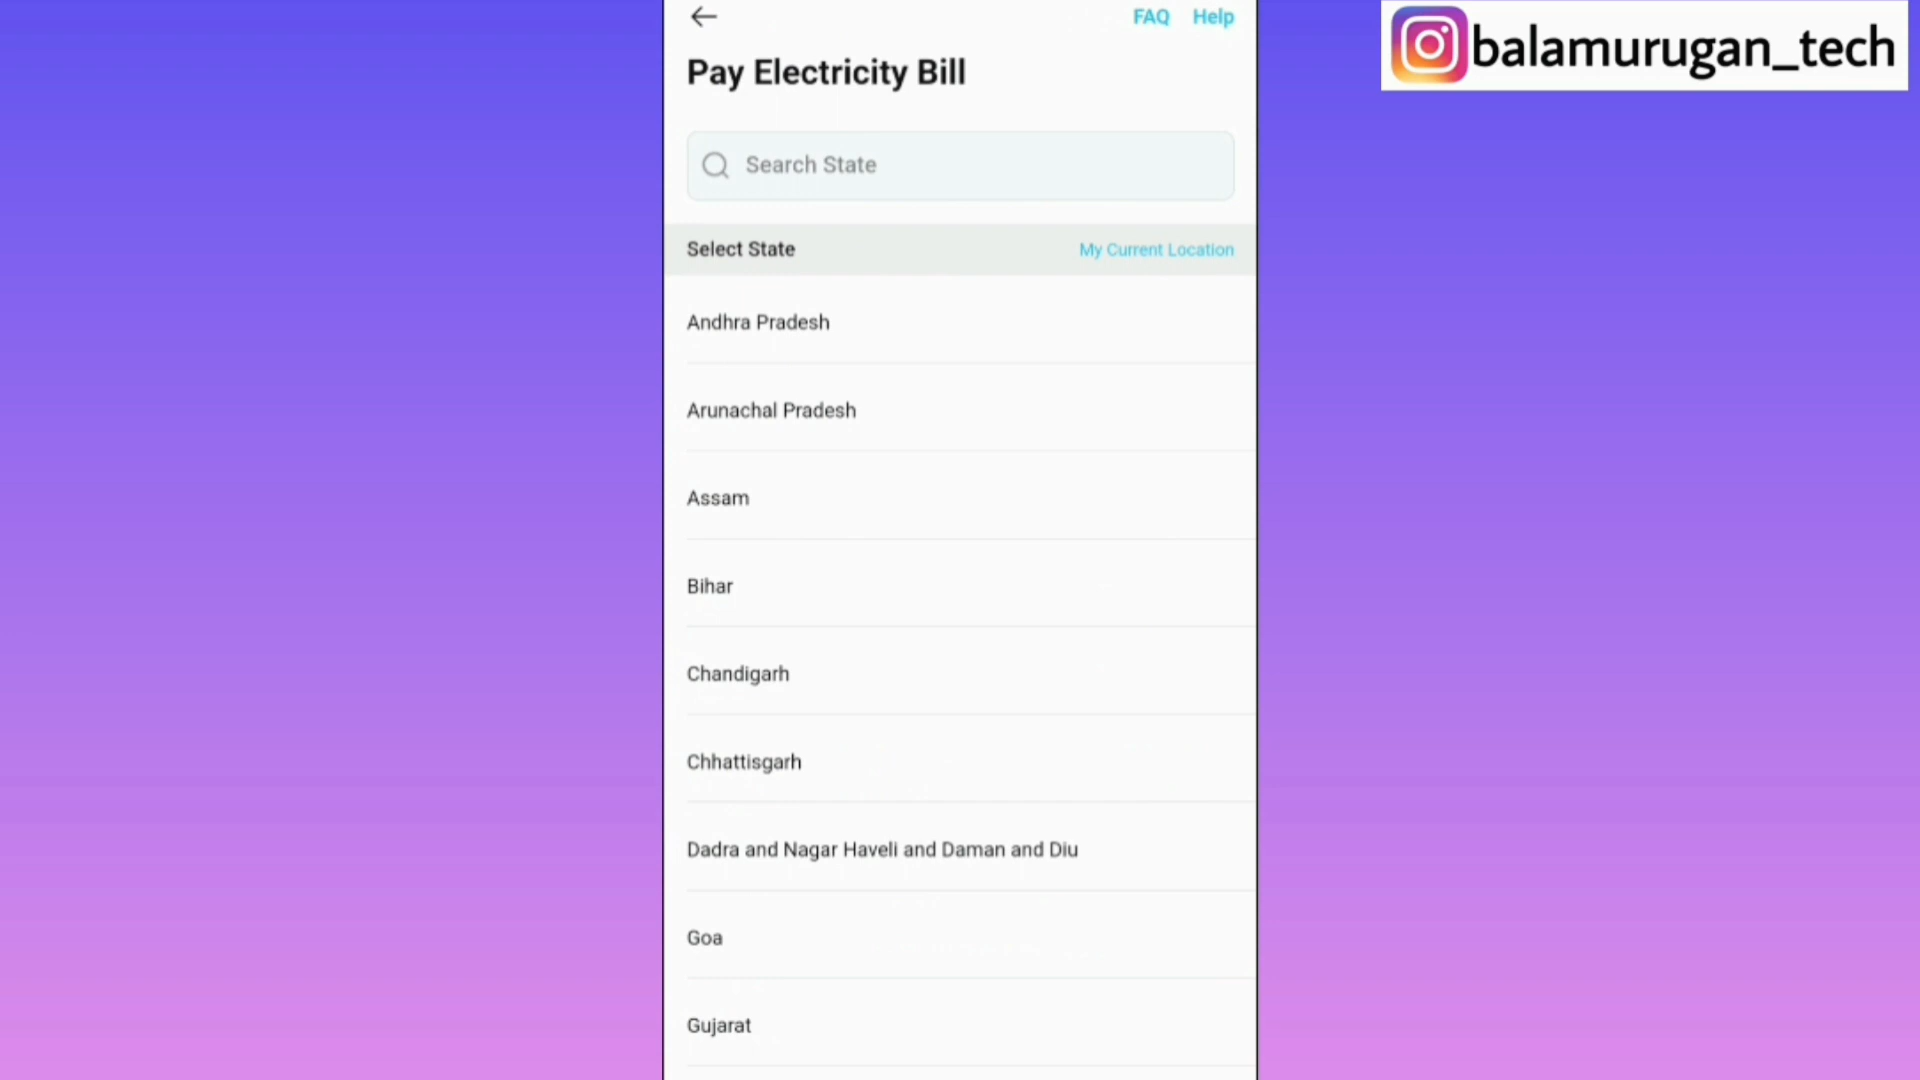 FAQ Help
balamurugan_tech
Pay Electricity Bill
Search State
Select State My Current Location
Andhra Pradesh
Arunachal Pradesh
Assam
Bihar
Chandigarh
Chhattisgarh
Dadra and Nagar Haveli and Daman and Diu
Goa
Gujarat